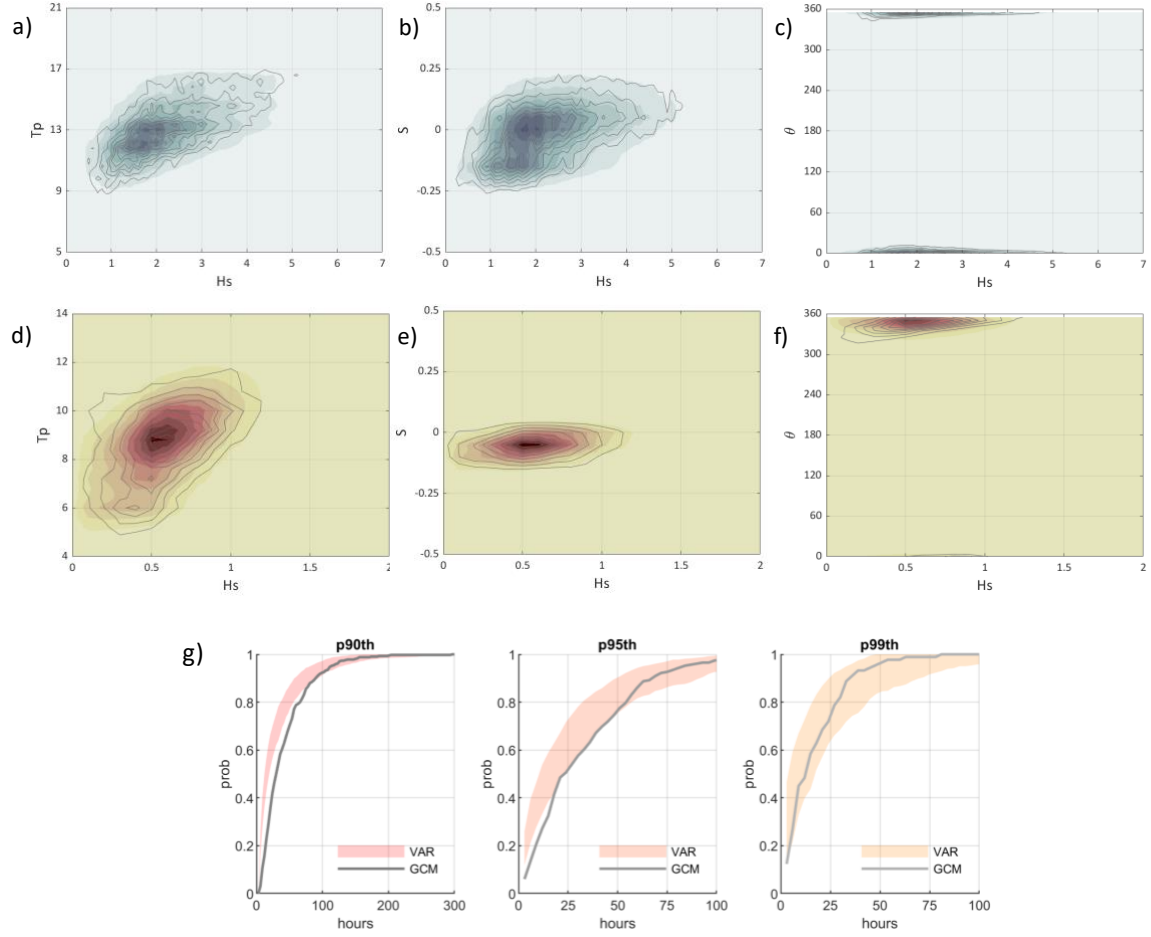 a)
21
17
13
9
5
Tp
0 1 2 3 4 5 6 7
Hs
b)
0.5
0.25
0
-0.25
-0.5
S
0 1 2 3 4 5 6 7
Hs
c)
360
300
240
180
120
60
0
θ
0 1 2 3 4 5 6 7
Hs
d)
14
12
10
8
6
4
Tp
0 0.5 1 1.5 2
Hs
e)
0.5
0.25
0
-0.25
-0.5
S
0 0.5 1 1.5 2
Hs
f)
360
300
240
180
120
60
0
θ
0 0.5 1 1.5 2
Hs
g)
p90th
1
0.8
0.6
0.4
0.2
0
prob
VAR
GCM
0 100 200 300
hours
p95th
1
0.8
0.6
0.4
0.2
0
prob
VAR
GCM
0 25 50 75 100
hours
p99th
1
0.8
0.6
0.4
0.2
0
prob
VAR
GCM
0 25 50 75 100
hours